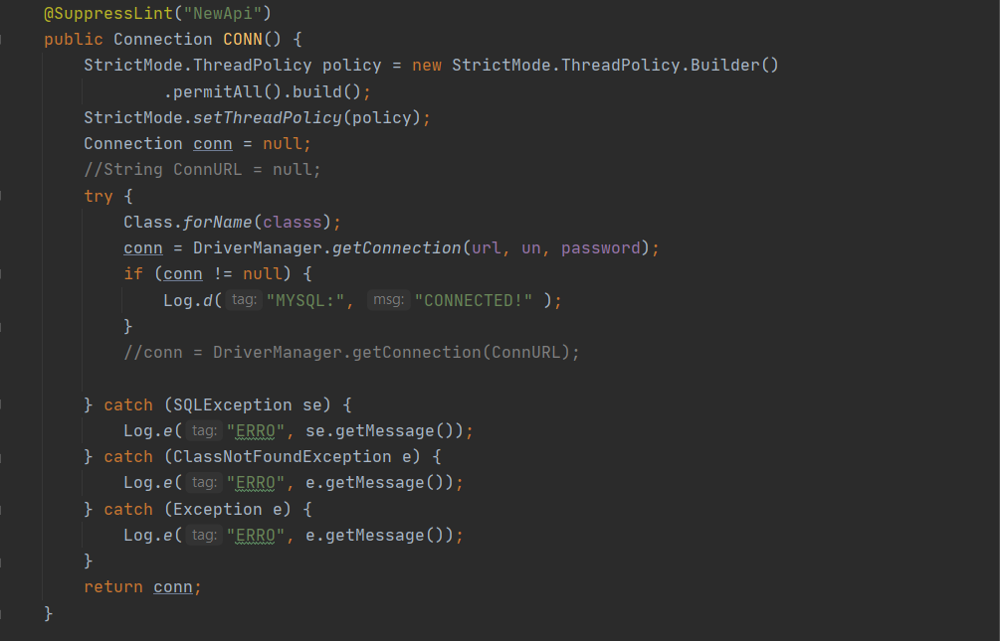 @SuppressLint("NewApi")
public Connection CONN() {
StrictMode.ThreadPolicy policy = new StrictMode.ThreadPolicy.Builder()
.permitAll().build();
StrictMode.setThreadPolicy(policy);
Connection conn = null;
//String ConnURL = null;
try {
Class.forName(classs);
conn = DriverManager.getConnection(url, un, password);
if (conn != null) {
Log.d( tag: "MYSQL:", msg: "CONNECTED!" );
}
//conn = DriverManager.getConnection(ConnURL);
} catch (SQLException se) {
Log.e( tag: "ERRO", se.getMessage());
} catch (ClassNotFoundException e) {
Log.e( tag: "ERRO", e.getMessage());
} catch (Exception e) {
Log.e( tag: "ERRO", e.getMessage());
}
return conn;
}